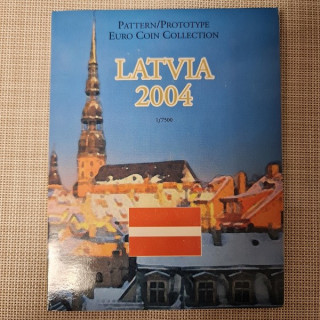 PATTERN/PROTOTYPE
EURO COIN COLLECTION
LATVIA
2004